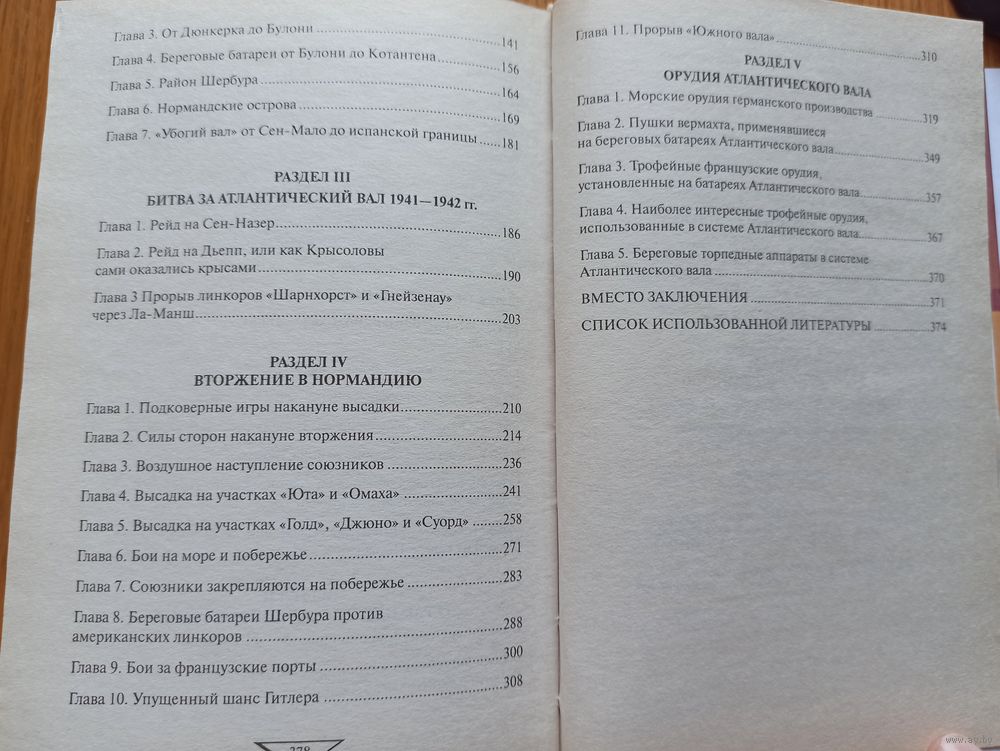 Глава 3. От Дюнкерка до Булони ........ 141
Глава 4. Береговые батареи от Булони до Котантена ........ 156
Глава 5. Район Шербура ........ 164
Глава 6. Нормандские острова ........ 169
Глава 7. «Убогий вал» от Сен-Мало до испанской границы ........ 181
РАЗДЕЛ III
БИТВА ЗА АТЛАНТИЧЕСКИЙ ВАЛ 1941—1942 гг.
Глава 1. Рейд на Сен-Назер ........ 186
Глава 2. Рейд на Дьепп, или как Крысоловы
сами оказались крысами ........ 190
Глава 3 Прорыв линкоров «Шарнхорст» и «Гнейзенау»
через Ла-Манш ........ 203
РАЗДЕЛ IV
ВТОРЖЕНИЕ В НОРМАНДИЮ
Глава 1. Подковерные игры накануне высадки ........ 210
Глава 2. Силы сторон накануне вторжения ........ 214
Глава 3. Воздушное наступление союзников ........ 236
Глава 4. Высадка на участках «Юта» и «Омаха» ........ 241
Глава 5. Высадка на участках «Голд», «Джюно» и «Суорд» ........ 258
Глава 6. Бои на море и побережье ........ 271
Глава 7. Союзники закрепляются на побережье ........ 283
Глава 8. Береговые батареи Шербура против
американских линкоров ........ 288
Глава 9. Бои за французские порты ........ 300
Глава 10. Упущенный шанс Гитлера ........ 308
378
Глава 11. Прорыв «Южного вала» ........ 310
РАЗДЕЛ V
ОРУДИЯ АТЛАНТИЧЕСКОГО ВАЛА
Глава 1. Морские орудия германского производства ........ 319
Глава 2. Пушки вермахта, применявшиеся
на береговых батареях Атлантического вала ........ 349
Глава 3. Трофейные французские орудия,
установленные на батареях Атлантического вала ........ 357
Глава 4. Наиболее интересные трофейные орудия,
использованные в системе Атлантического вала ........ 367
Глава 5. Береговые торпедные аппараты в системе
Атлантического вала ........ 370
ВМЕСТО ЗАКЛЮЧЕНИЯ ........ 371
СПИСОК ИСПОЛЬЗОВАННОЙ ЛИТЕРАТУРЫ ........ 374
www.ay.by